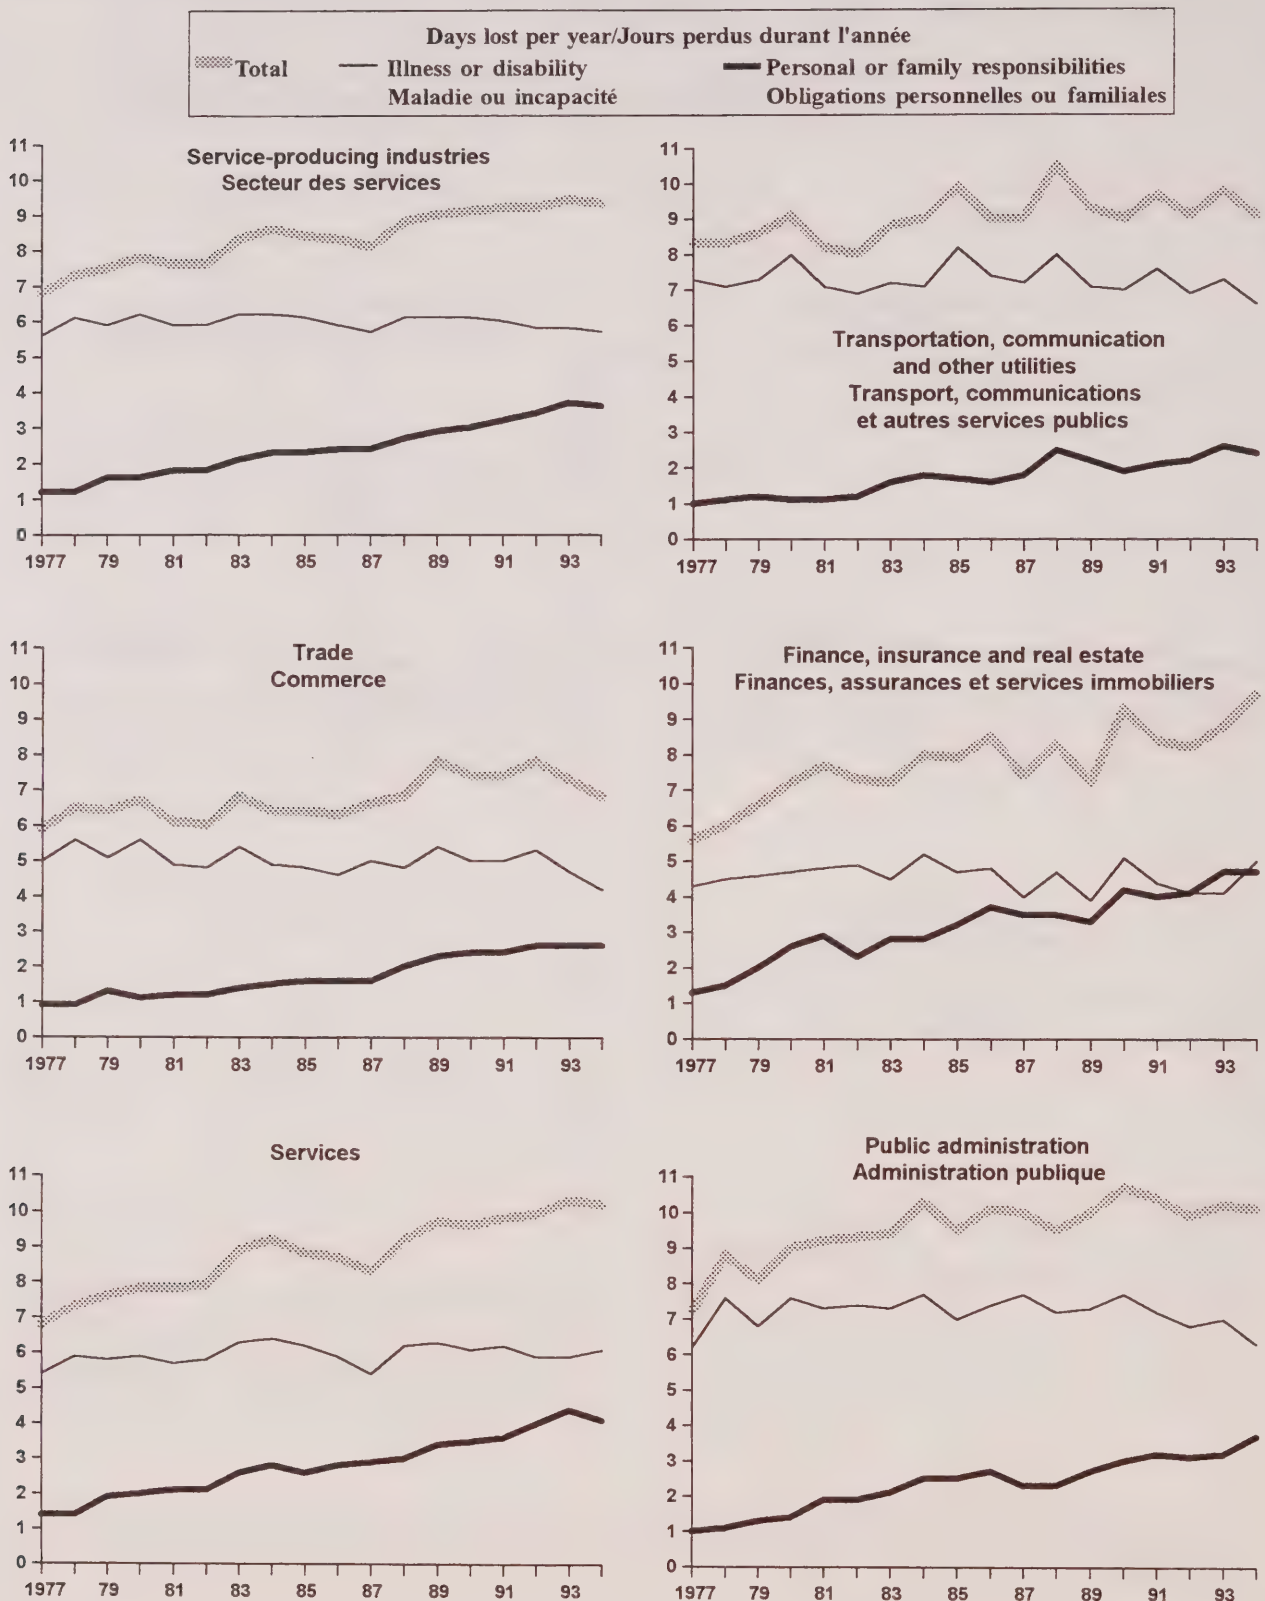 Days lost per year/Jours perdus durant l'année
Total
Illness or disability
Maladie ou incapacité
Personal or family responsibilities
Obligations personnelles ou familiales
Service-producing industries
Secteur des services
11
10
9
8
7
6
5
4
3
2
1
0
1977 79 81 83 85 87 89 91 93
Transportation, communication
and other utilities
Transport, communications
et autres services publics
11
10
9
8
7
6
5
4
3
2
1
0
1977 79 81 83 85 87 89 91 93
Trade
Commerce
11
10
9
8
7
6
5
4
3
2
1
0
1977 79 81 83 85 87 89 91 93
Finance, insurance and real estate
Finances, assurances et services immobiliers
11
10
9
8
7
6
5
4
3
2
1
0
1977 79 81 83 85 87 89 91 93
Services
11
10
9
8
7
6
5
4
3
2
1
0
1977 79 81 83 85 87 89 91 93
Public administration
Administration publique
11
10
9
8
7
6
5
4
3
2
1
0
1977 79 81 83 85 87 89 91 93